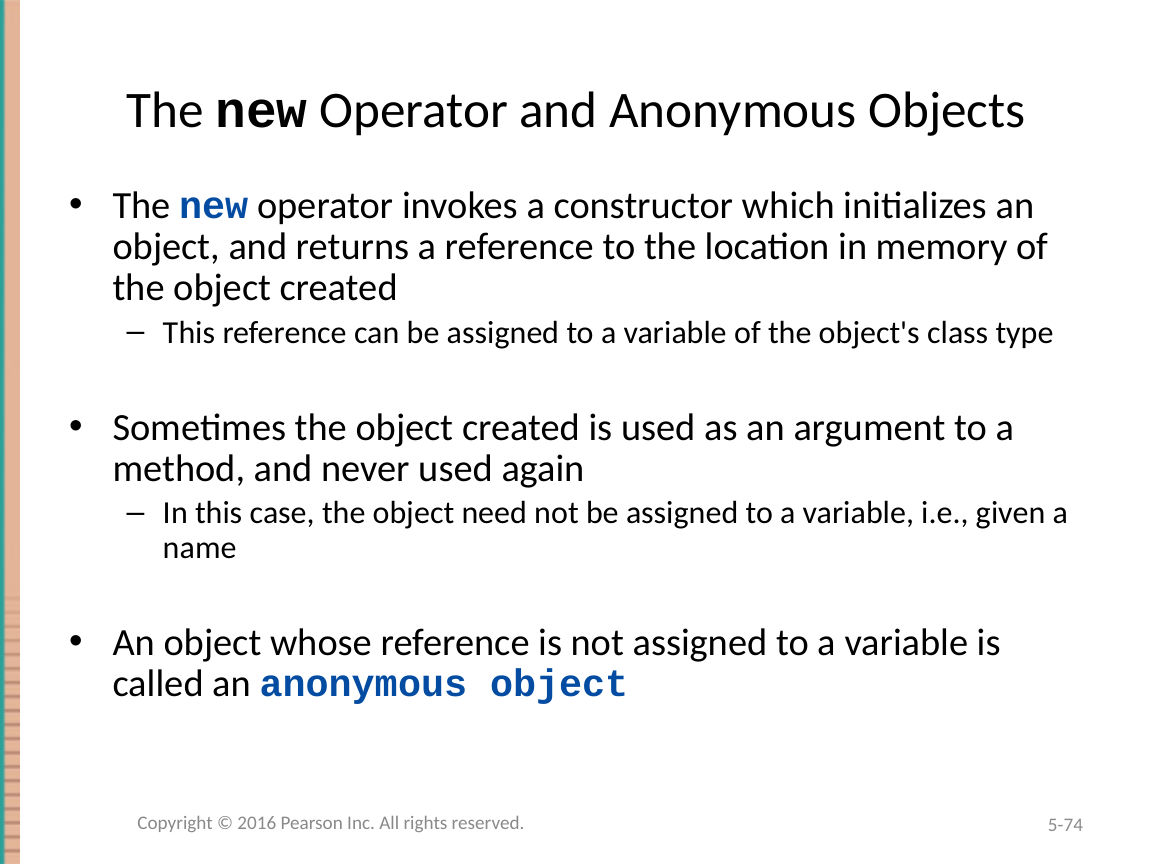 The new Operator and Anonymous Objects
• The new operator invokes a constructor which initializes an
object, and returns a reference to the location in memory of
the object created
– This reference can be assigned to a variable of the object's class type
• Sometimes the object created is used as an argument to a
method, and never used again
– In this case, the object need not be assigned to a variable, i.e., given a
name
• An object whose reference is not assigned to a variable is
called an anonymous object
Copyright © 2016 Pearson Inc. All rights reserved.
5-74